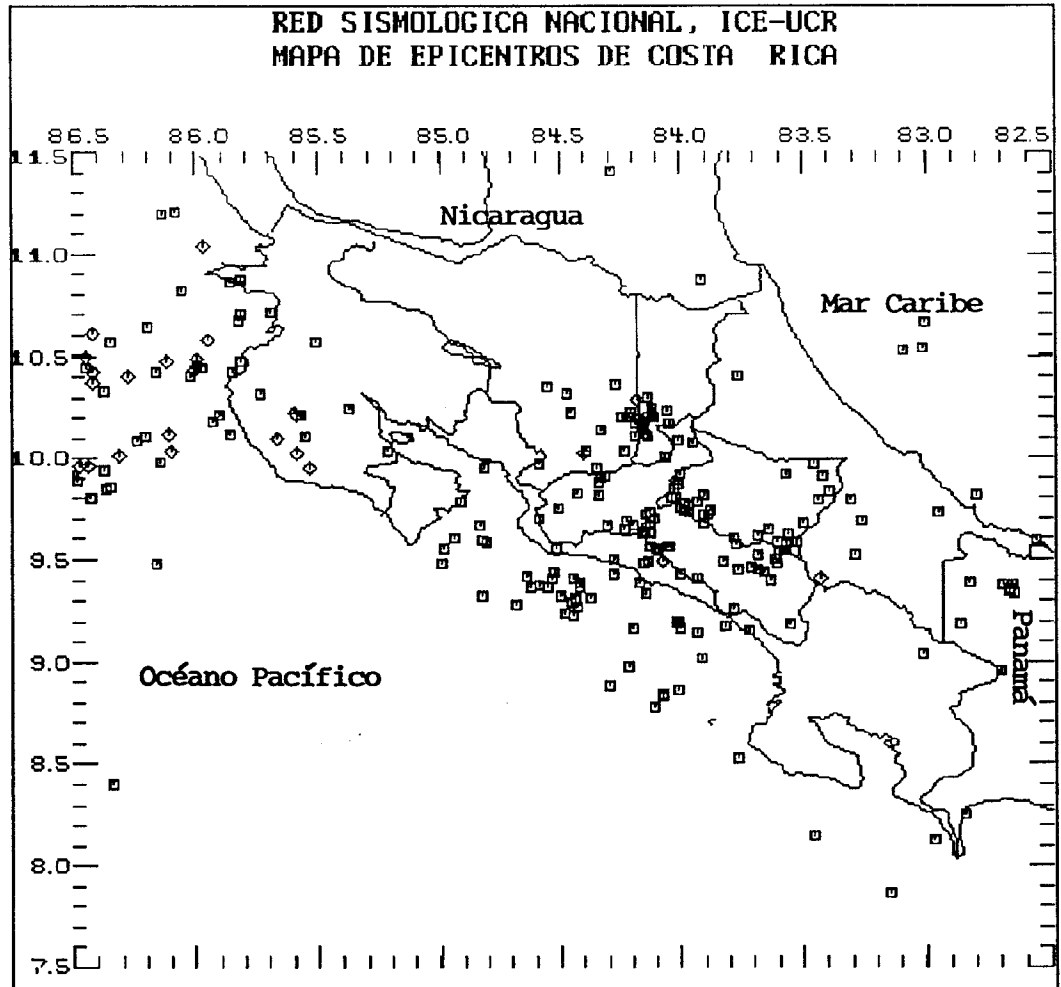 RED SISMOLOGICA NACIONAL, ICE-UCR
MAPA DE EPICENTROS DE COSTA RICA
86.5 86.0 85.5 85.0 84.5 84.0 83.5 83.0 82.5
11.5
Nicaragua
11.0
Mar Caribe
10.5
10.0
9.5
9.0
Océano Pacífico
Panamá
8.5
8.0
7.5